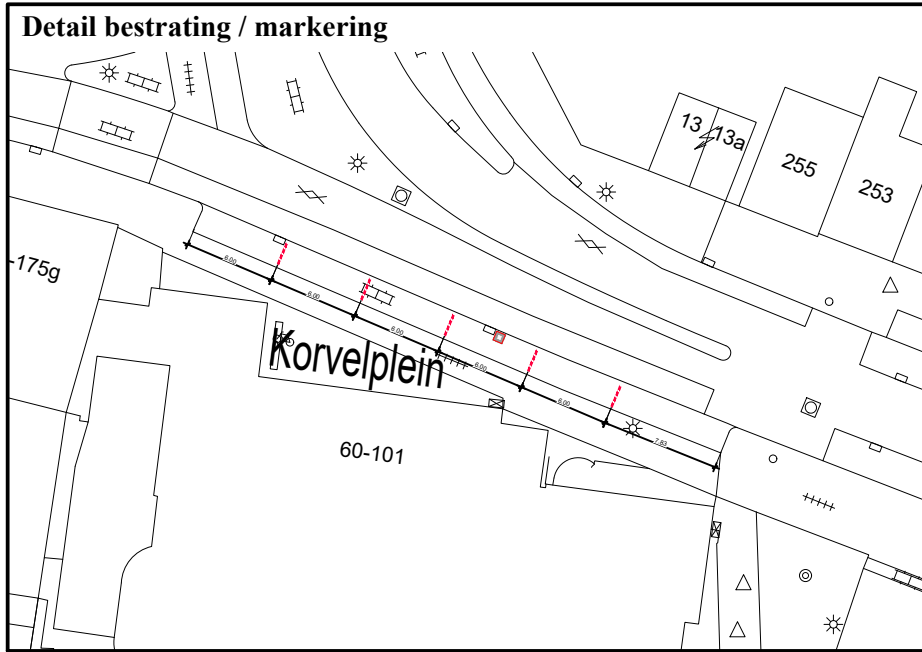 Detail bestrating / markering
13
13a
255
253
-175g
6.00
6.00
6.00
6.00
6.00
7.83
Korvelplein
60-101